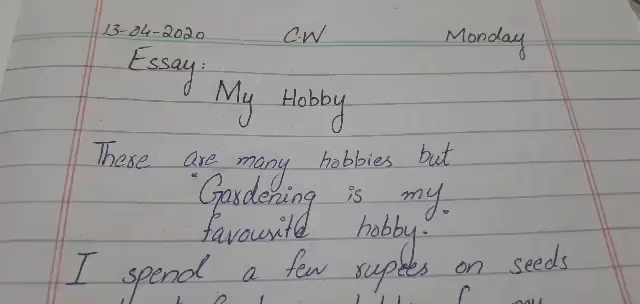 13-04-2020 C.W Monday
Essay:
My Hobby
There are many hobbies but
"Gardening is my
favourite hobby."
I spend a few rupees on seeds